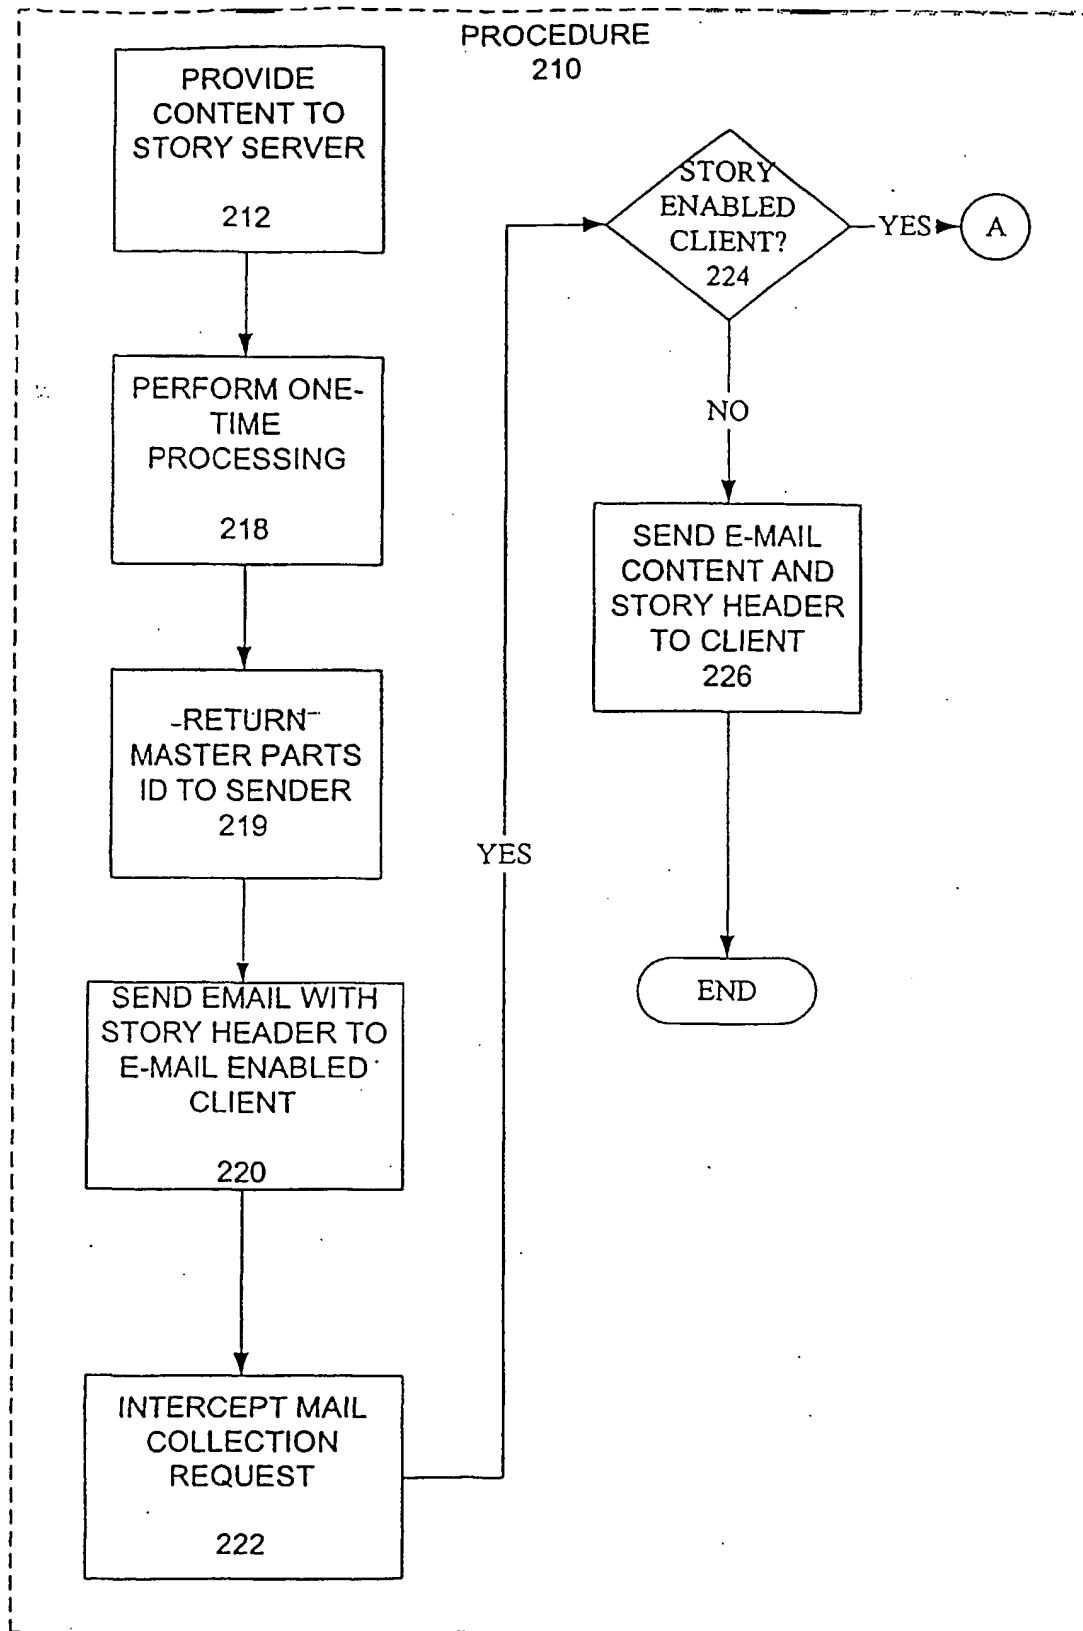 PROCEDURE
210
PROVIDE
CONTENT TO
STORY SERVER
212
PERFORM ONE-
TIME
PROCESSING
218
RETURN
MASTER PARTS
ID TO SENDER
219
SEND EMAIL WITH
STORY HEADER TO
E-MAIL ENABLED
CLIENT
220
INTERCEPT MAIL
COLLECTION
REQUEST
222
YES
STORY
ENABLED
CLIENT?
224
YES
A
NO
SEND E-MAIL
CONTENT AND
STORY HEADER
TO CLIENT
226
END